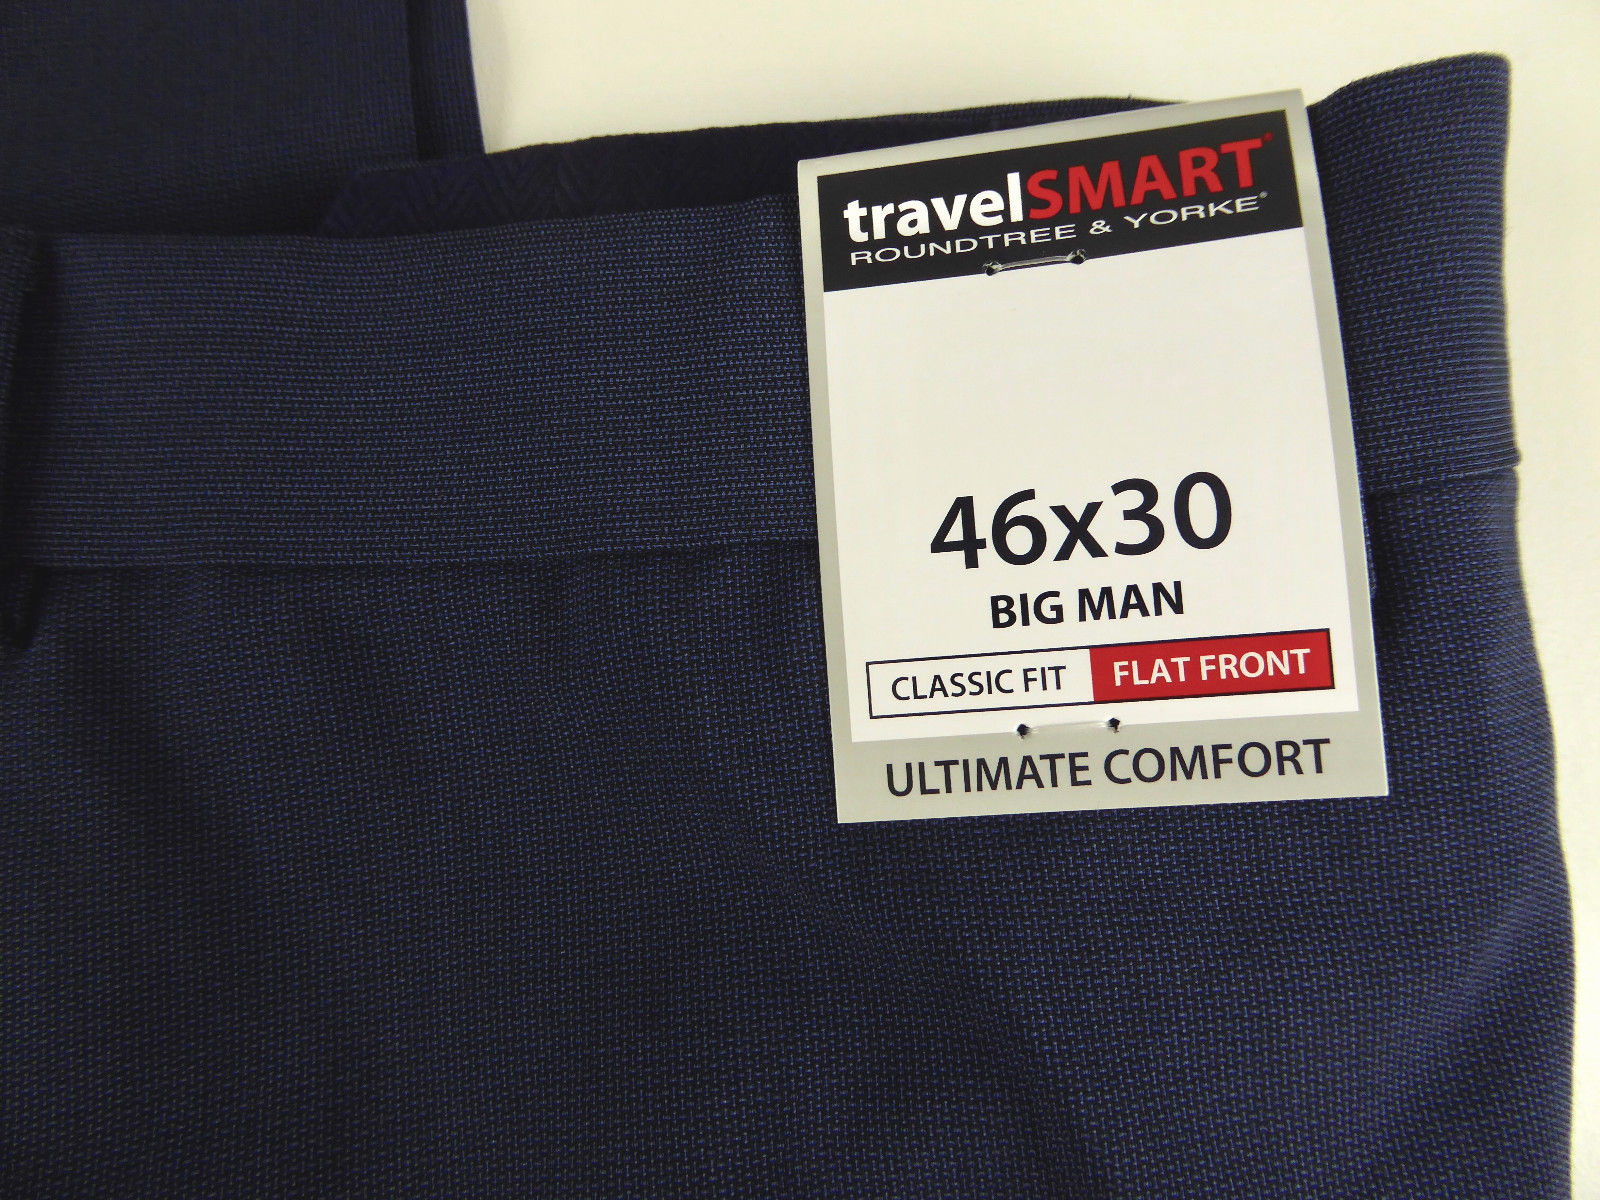 travelSMART®
ROUNDTREE & YORKE®
46x30
BIG MAN
CLASSIC FIT FLAT FRONT
ULTIMATE COMFORT